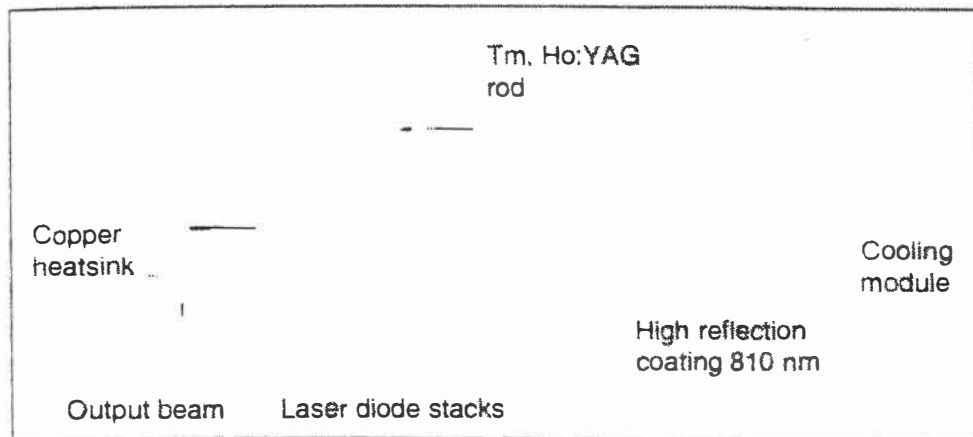 Tm, Ho:YAG
rod
Copper
heatsink
Cooling
module
High reflection
coating 810 nm
Output beam
Laser diode stacks